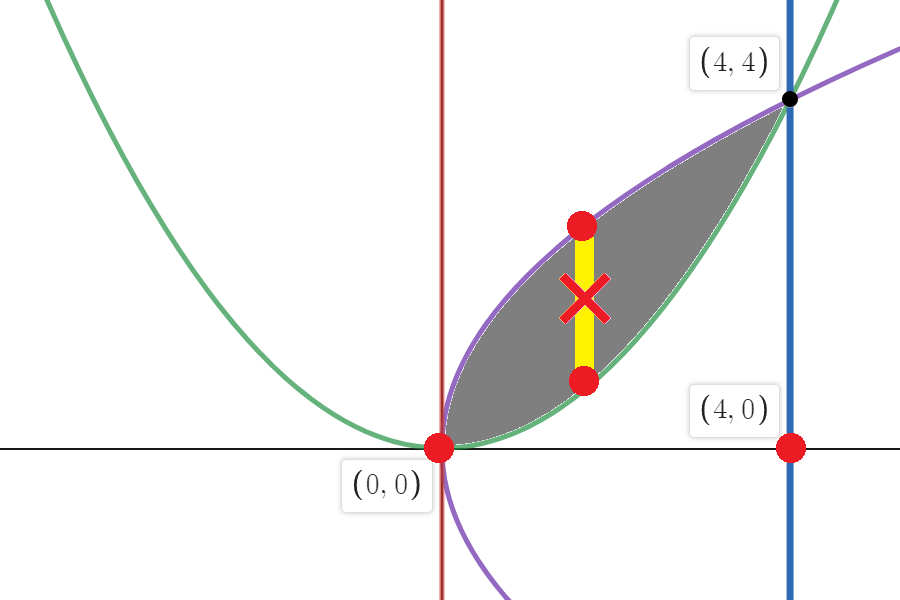 (4, 4)
(4, 0)
(0, 0)